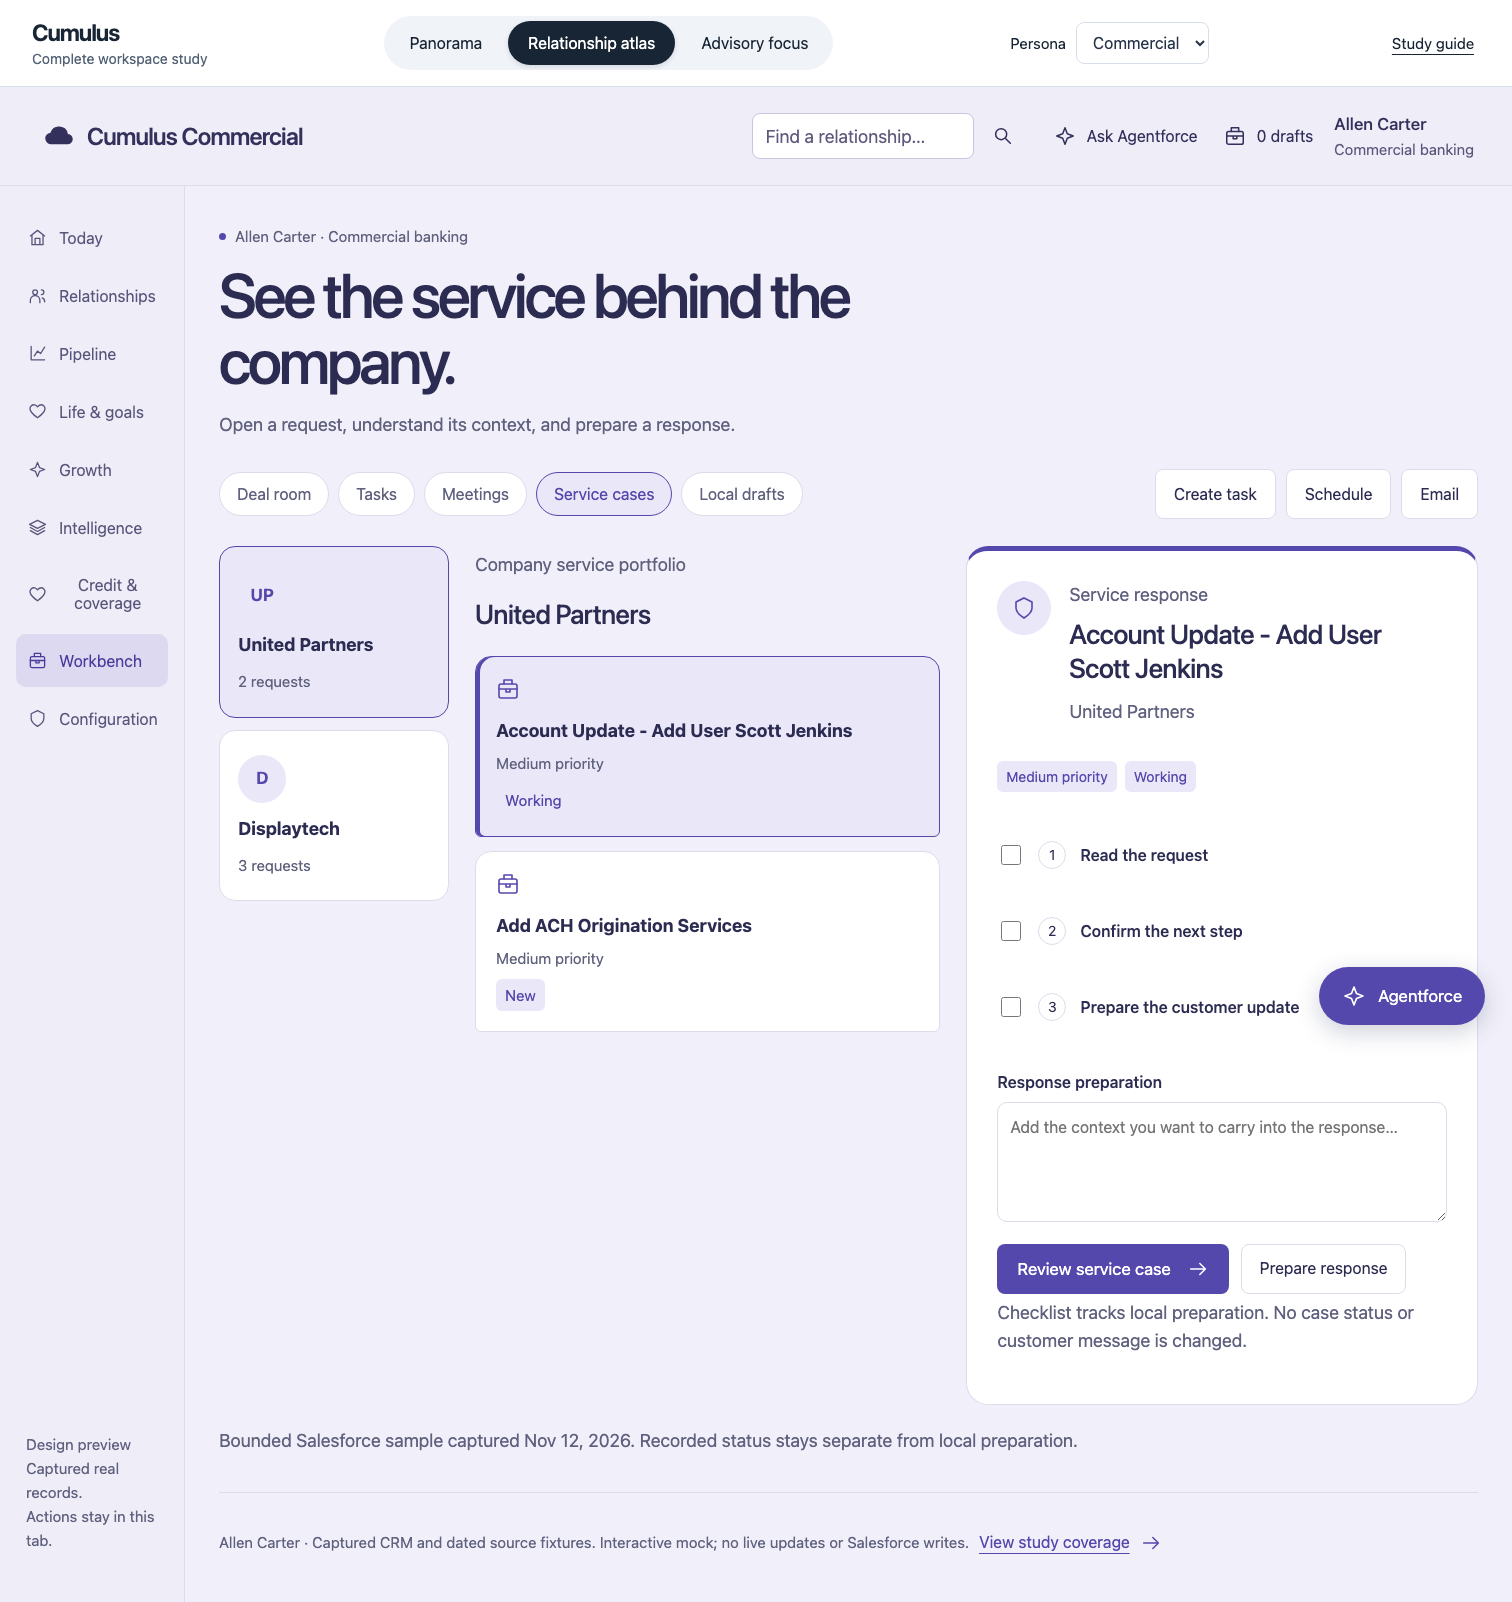 Cumulus
Complete workspace study
Panorama
Relationship atlas
Advisory focus
Persona
Commercial
Study guide
Cumulus Commercial
Find a relationship...
Ask Agentforce
0 drafts
Allen Carter
Commercial banking
Today
Relationships
Pipeline
Life & goals
Growth
Intelligence
Credit &
coverage
Workbench
Configuration
Design preview
Captured real
records.
Actions stay in this
tab.
Allen Carter · Commercial banking
See the service behind the
company.
Open a request, understand its context, and prepare a response.
Deal room
Tasks
Meetings
Service cases
Local drafts
Create task
Schedule
Email
UP
United Partners
2 requests
D
Displaytech
3 requests
Company service portfolio
United Partners
Account Update - Add User Scott Jenkins
Medium priority
Working
Add ACH Origination Services
Medium priority
New
Service response
Account Update - Add User
Scott Jenkins
United Partners
Medium priority
Working
1
Read the request
2
Confirm the next step
3
Prepare the customer update
Agentforce
Response preparation
Add the context you want to carry into the response...
Review service case
Prepare response
Checklist tracks local preparation. No case status or
customer message is changed.
Bounded Salesforce sample captured Nov 12, 2026. Recorded status stays separate from local preparation.
Allen Carter · Captured CRM and dated source fixtures. Interactive mock; no live updates or Salesforce writes.
View study coverage